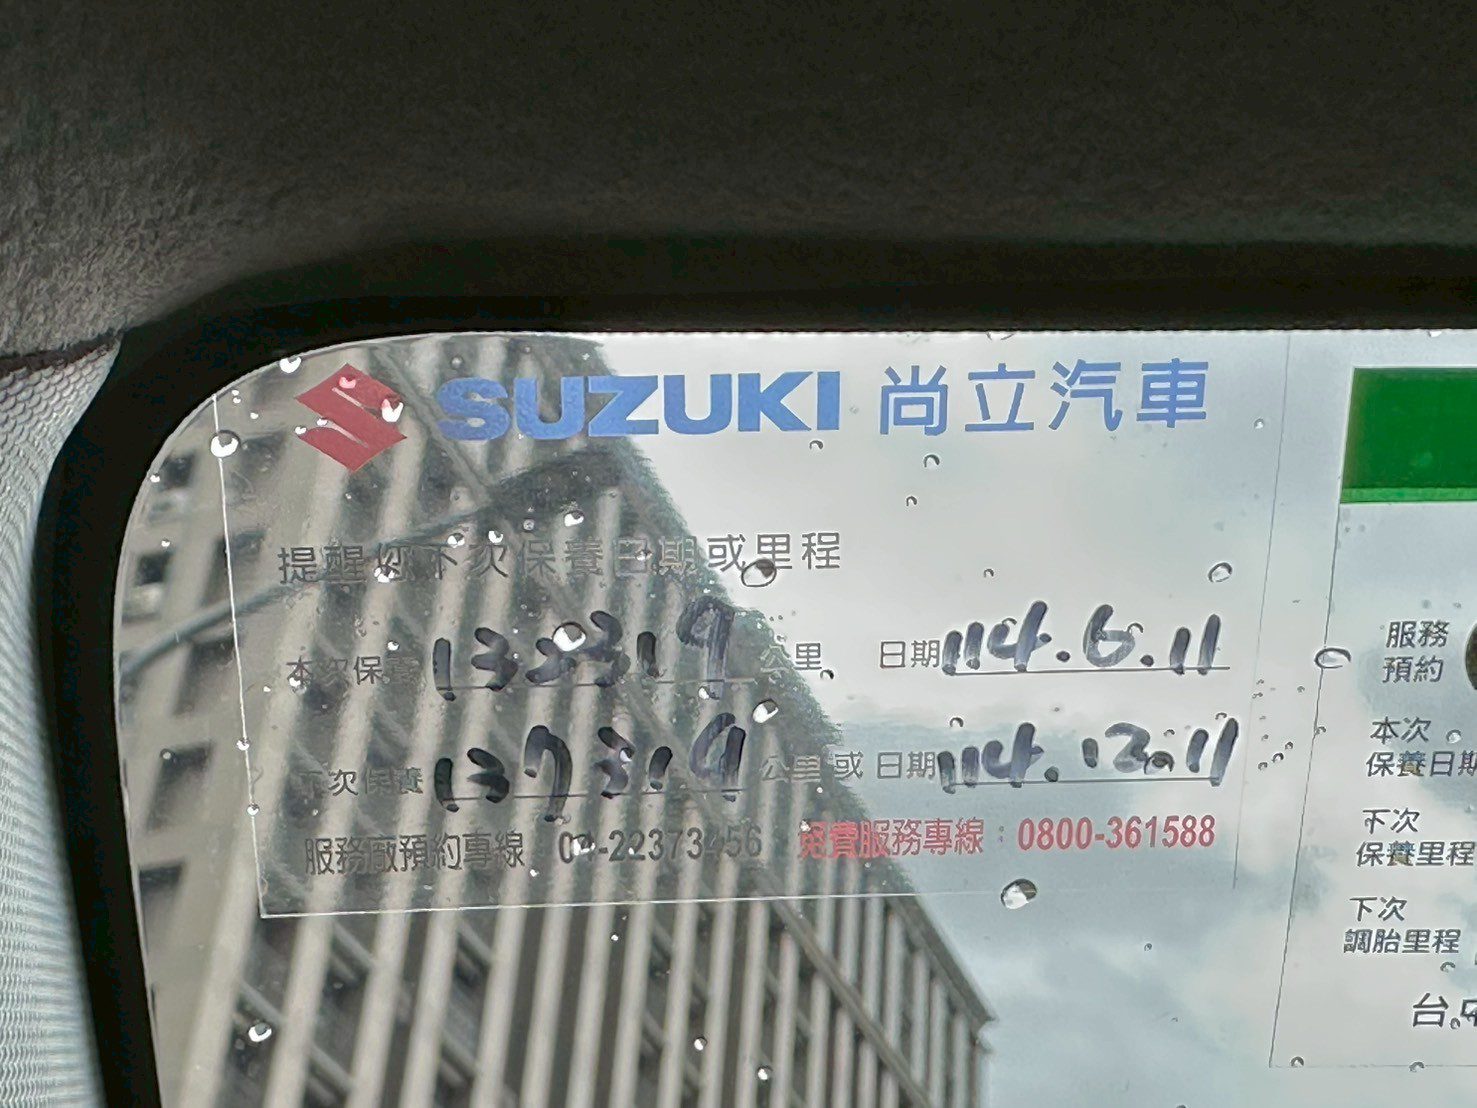 SUZUKI 尚立汽車
提醒您下次保養日期或里程
本次保養 132319 公里 日期 114.6.11
下次保養 137319 公里或 日期 114.12.11
服務廠預約專線 04-22373456 免費服務專線：0800-361588
服務
預約
本次
保養日期
下次
保養里程
下次
調胎里程
台中